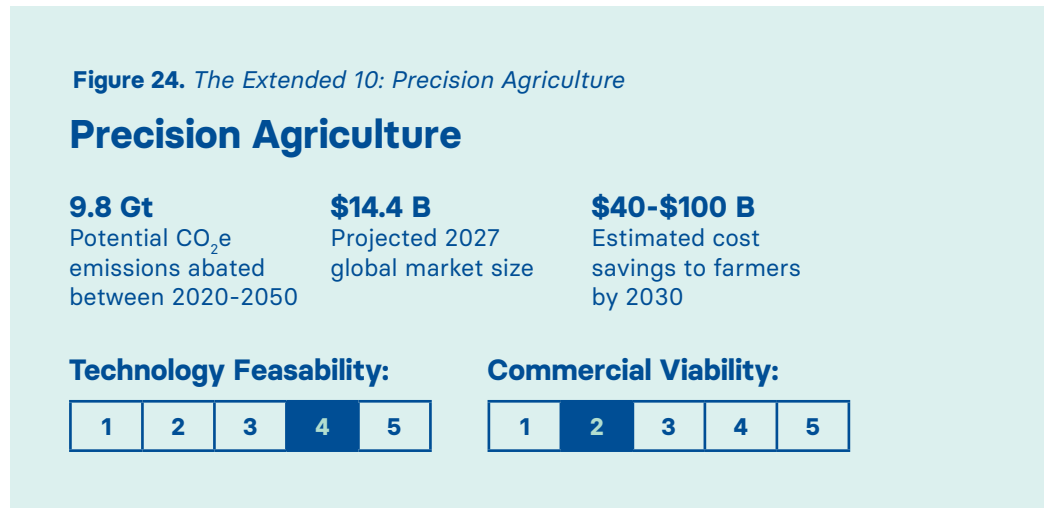 Figure 24. The Extended 10: Precision Agriculture
Precision Agriculture
9.8 Gt
Potential CO₂e
emissions abated
between 2020-2050
$14.4 B
Projected 2027
global market size
$40-$100 B
Estimated cost
savings to farmers
by 2030
Technology Feasability:
1 2 3 4 5
Commercial Viability:
1 2 3 4 5